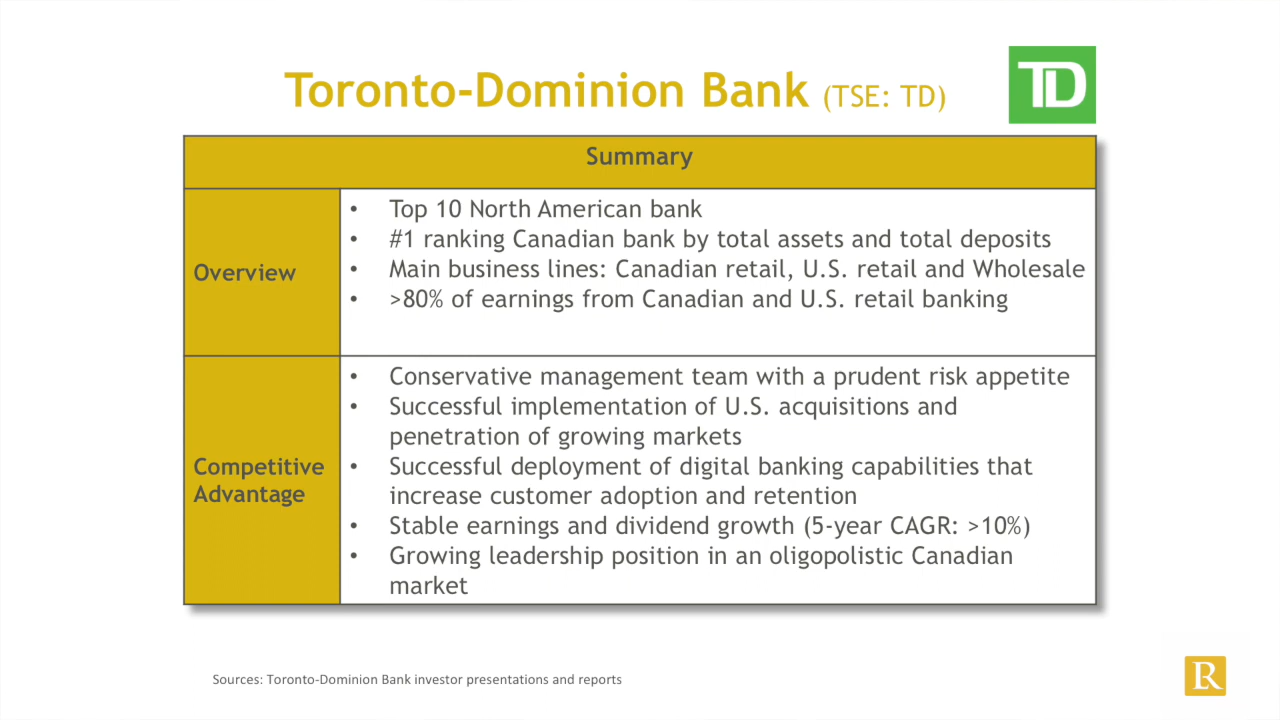 Toronto-Dominion Bank (TSE: TD)
TD
Summary
Overview
• Top 10 North American bank
• #1 ranking Canadian bank by total assets and total deposits
• Main business lines: Canadian retail, U.S. retail and Wholesale
• >80% of earnings from Canadian and U.S. retail banking
Competitive
Advantage
• Conservative management team with a prudent risk appetite
• Successful implementation of U.S. acquisitions and
penetration of growing markets
• Successful deployment of digital banking capabilities that
increase customer adoption and retention
• Stable earnings and dividend growth (5-year CAGR: >10%)
• Growing leadership position in an oligopolistic Canadian
market
Sources: Toronto-Dominion Bank investor presentations and reports
R